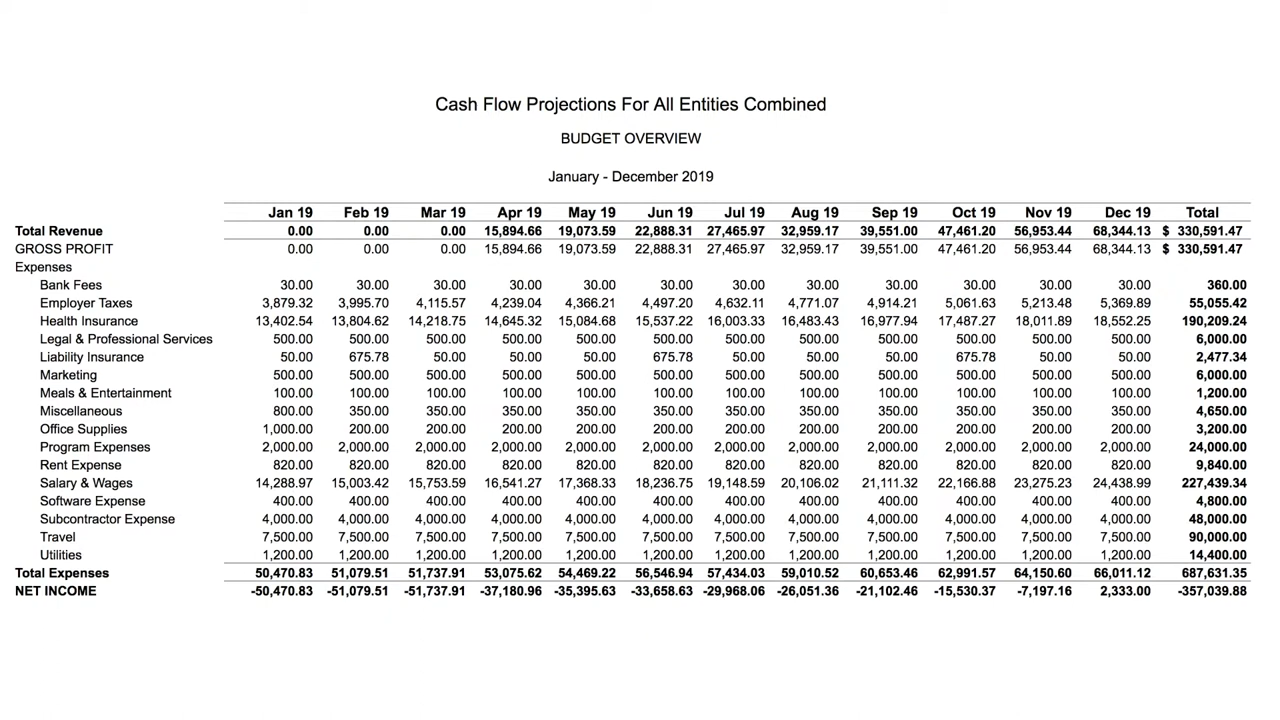 Cash Flow Projections For All Entities Combined
BUDGET OVERVIEW
January - December 2019
Jan 19 Feb 19 Mar 19 Apr 19 May 19 Jun 19 Jul 19 Aug 19 Sep 19 Oct 19 Nov 19 Dec 19 Total
Total Revenue 0.00 0.00 0.00 15,894.66 19,073.59 22,888.31 27,465.97 32,959.17 39,551.00 47,461.20 56,953.44 68,344.13 $ 330,591.47
GROSS PROFIT 0.00 0.00 0.00 15,894.66 19,073.59 22,888.31 27,465.97 32,959.17 39,551.00 47,461.20 56,953.44 68,344.13 $ 330,591.47
Expenses
Bank Fees 30.00 30.00 30.00 30.00 30.00 30.00 30.00 30.00 30.00 30.00 30.00 30.00 360.00
Employer Taxes 3,879.32 3,995.70 4,115.57 4,239.04 4,366.21 4,497.20 4,632.11 4,771.07 4,914.21 5,061.63 5,213.48 5,369.89 55,055.42
Health Insurance 13,402.54 13,804.62 14,218.75 14,645.32 15,084.68 15,537.22 16,003.33 16,483.43 16,977.94 17,487.27 18,011.89 18,552.25 190,209.24
Legal & Professional Services 500.00 500.00 500.00 500.00 500.00 500.00 500.00 500.00 500.00 500.00 500.00 500.00 6,000.00
Liability Insurance 50.00 675.78 50.00 50.00 50.00 675.78 50.00 50.00 50.00 675.78 50.00 50.00 2,477.34
Marketing 500.00 500.00 500.00 500.00 500.00 500.00 500.00 500.00 500.00 500.00 500.00 500.00 6,000.00
Meals & Entertainment 100.00 100.00 100.00 100.00 100.00 100.00 100.00 100.00 100.00 100.00 100.00 100.00 1,200.00
Miscellaneous 800.00 350.00 350.00 350.00 350.00 350.00 350.00 350.00 350.00 350.00 350.00 350.00 4,650.00
Office Supplies 1,000.00 200.00 200.00 200.00 200.00 200.00 200.00 200.00 200.00 200.00 200.00 200.00 3,200.00
Program Expenses 2,000.00 2,000.00 2,000.00 2,000.00 2,000.00 2,000.00 2,000.00 2,000.00 2,000.00 2,000.00 2,000.00 2,000.00 24,000.00
Rent Expense 820.00 820.00 820.00 820.00 820.00 820.00 820.00 820.00 820.00 820.00 820.00 820.00 9,840.00
Salary & Wages 14,288.97 15,003.42 15,753.59 16,541.27 17,368.33 18,236.75 19,148.59 20,106.02 21,111.32 22,166.88 23,275.23 24,438.99 227,439.34
Software Expense 400.00 400.00 400.00 400.00 400.00 400.00 400.00 400.00 400.00 400.00 400.00 400.00 4,800.00
Subcontractor Expense 4,000.00 4,000.00 4,000.00 4,000.00 4,000.00 4,000.00 4,000.00 4,000.00 4,000.00 4,000.00 4,000.00 4,000.00 48,000.00
Travel 7,500.00 7,500.00 7,500.00 7,500.00 7,500.00 7,500.00 7,500.00 7,500.00 7,500.00 7,500.00 7,500.00 7,500.00 90,000.00
Utilities 1,200.00 1,200.00 1,200.00 1,200.00 1,200.00 1,200.00 1,200.00 1,200.00 1,200.00 1,200.00 1,200.00 1,200.00 14,400.00
Total Expenses 50,470.83 51,079.51 51,737.91 53,075.62 54,469.22 56,546.94 57,434.03 59,010.52 60,653.46 62,991.57 64,150.60 66,011.12 687,631.35
NET INCOME -50,470.83 -51,079.51 -51,737.91 -37,180.96 -35,395.63 -33,658.63 -29,968.06 -26,051.36 -21,102.46 -15,530.37 -7,197.16 2,333.00 -357,039.88